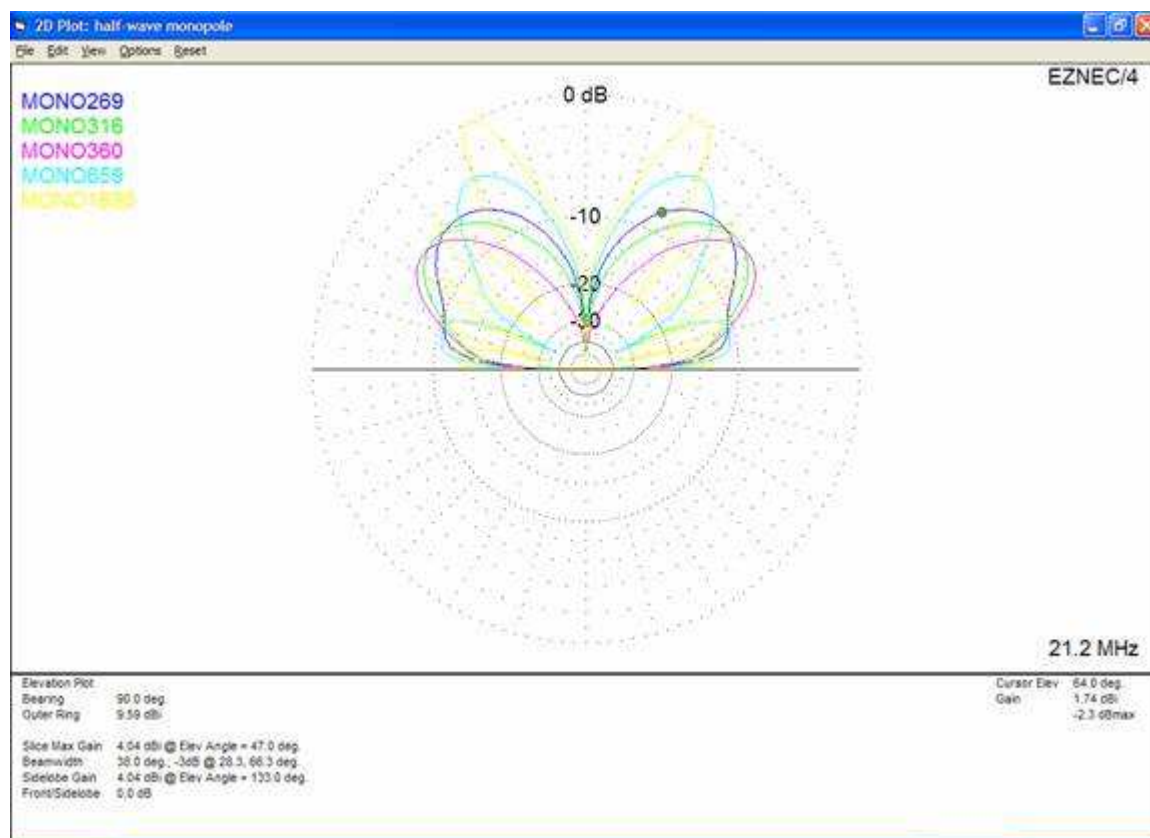 2D Plot: half-wave monopole
File Edit View Options Reset
EZNEC/4
MONO269
MONO316
MONO360
MONO659
0 dB
-10
-20
-30
21.2 MHz
Elevation Plot
Bearing 90.0 deg.
Outer Ring 9.59 dBi
Slice Max Gain 4.04 dBi @ Elev Angle = 47.0 deg.
Beamwidth 38.0 deg., -3dB @ 28.3, 66.3 deg.
Sidelobe Gain 4.04 dBi @ Elev Angle = 133.0 deg.
Front/Sidelobe 0.0 dB
Cursor Elev 64.0 deg.
Gain 1.74 dBi
-2.3 dBmax